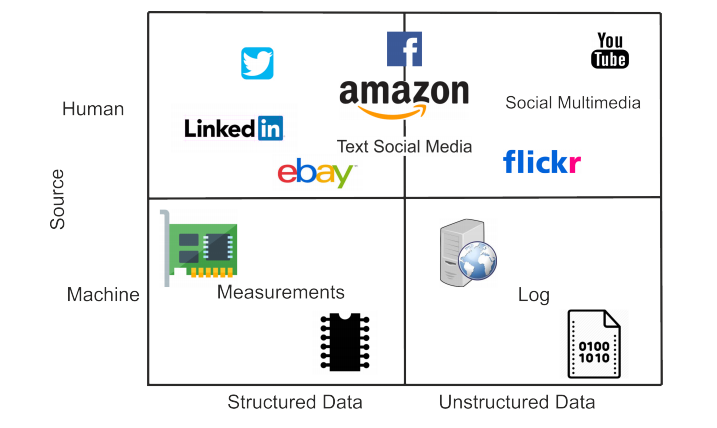 You
Tube
f
amazon
Human
Social Multimedia
Linked in
Text Social Media
flickr
ebay™
Source
Machine
Measurements
Log
0100
1010
Structured Data
Unstructured Data